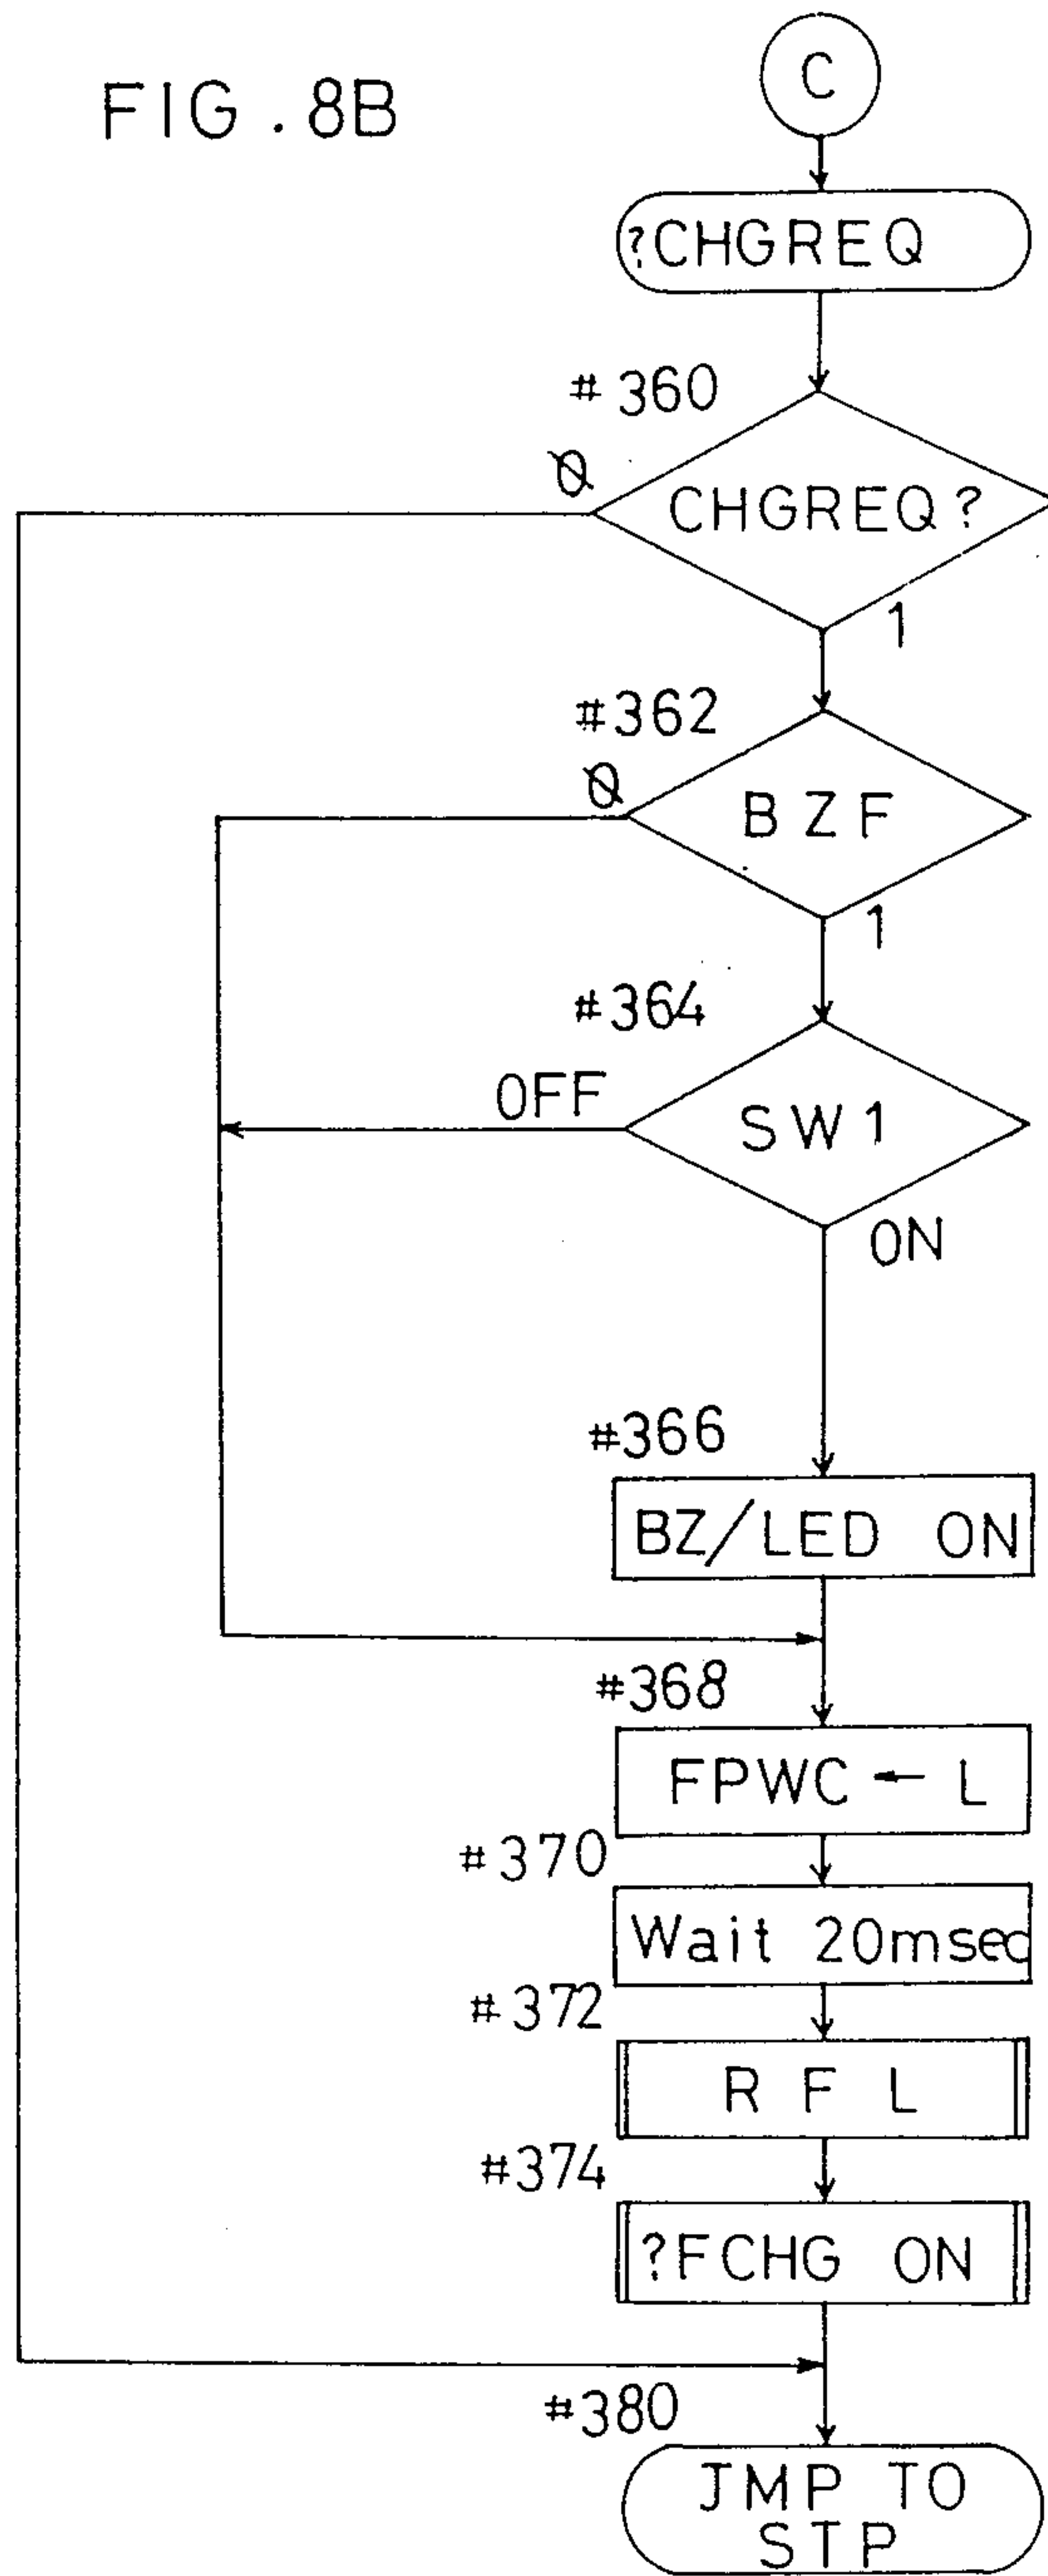 FIG. 8B
C
?CHGREQ
#360
0
CHGREQ?
1
#362
0
BZF
1
#364
OFF
SW1
ON
#366
BZ/LED ON
#368
FPWC ← L
#370
Wait 20msec
#372
RFL
#374
?FCHG ON
#380
JMP TO
STP